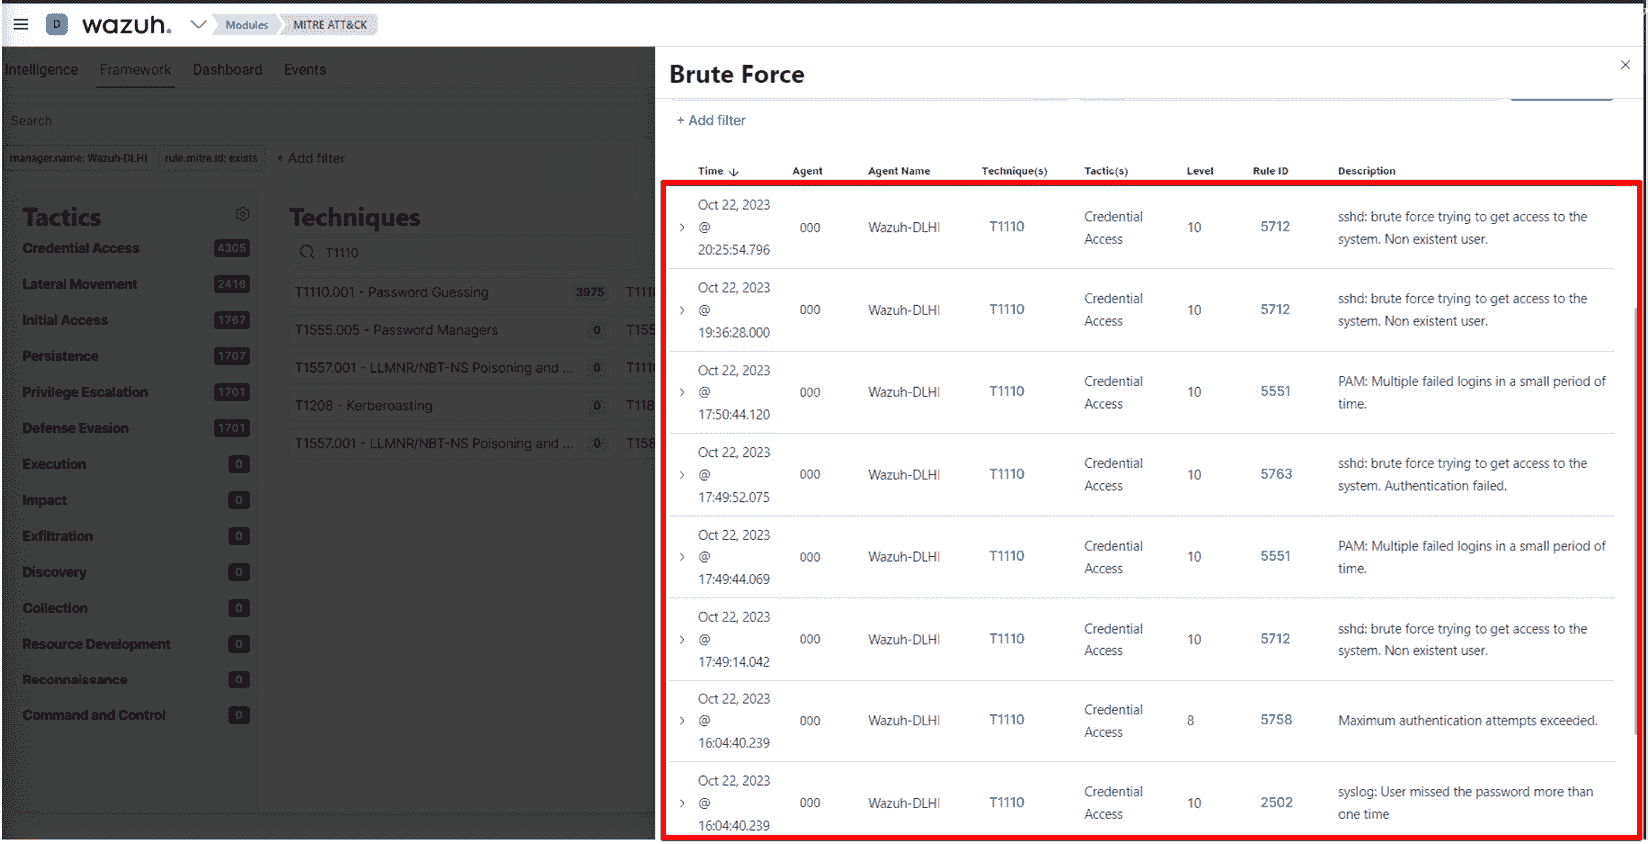 D wazuh. Modules MITRE ATT&CK
Intelligence Framework Dashboard Events
Search
manager.name: Wazuh-DLHI rule.mitre.id: exists + Add filter
Tactics
Credential Access 4305
Lateral Movement 2416
Initial Access 1767
Persistence 1707
Privilege Escalation 1701
Defense Evasion 1701
Execution 0
Impact 0
Exfiltration 0
Discovery 0
Collection 0
Resource Development 0
Reconnaissance 0
Command and Control 0
Techniques
T1110
T1110.001 - Password Guessing 3975
T1555.005 - Password Managers 0
T1557.001 - LLMNR/NBT-NS Poisoning and ... 0
T1208 - Kerberoasting 0
T1557.001 - LLMNR/NBT-NS Poisoning and ... 0
Brute Force
+ Add filter
Time Agent Agent Name Technique(s) Tactic(s) Level Rule ID Description
Oct 22, 2023
@
20:25:54.796
000 Wazuh-DLHI T1110
Credential
Access
10 5712
sshd: brute force trying to get access to the
system. Non existent user.
Oct 22, 2023
@
19:36:28.000
000 Wazuh-DLHI T1110
Credential
Access
10 5712
sshd: brute force trying to get access to the
system. Non existent user.
Oct 22, 2023
@
17:50:44.120
000 Wazuh-DLHI T1110
Credential
Access
10 5551
PAM: Multiple failed logins in a small period of
time.
Oct 22, 2023
@
17:49:52.075
000 Wazuh-DLHI T1110
Credential
Access
10 5763
sshd: brute force trying to get access to the
system. Authentication failed.
Oct 22, 2023
@
17:49:44.069
000 Wazuh-DLHI T1110
Credential
Access
10 5551
PAM: Multiple failed logins in a small period of
time.
Oct 22, 2023
@
17:49:14.042
000 Wazuh-DLHI T1110
Credential
Access
10 5712
sshd: brute force trying to get access to the
system. Non existent user.
Oct 22, 2023
@
16:04:40.239
000 Wazuh-DLHI T1110
Credential
Access
8 5758
Maximum authentication attempts exceeded.
Oct 22, 2023
@
16:04:40.239
000 Wazuh-DLHI T1110
Credential
Access
10 2502
syslog: User missed the password more than
one time